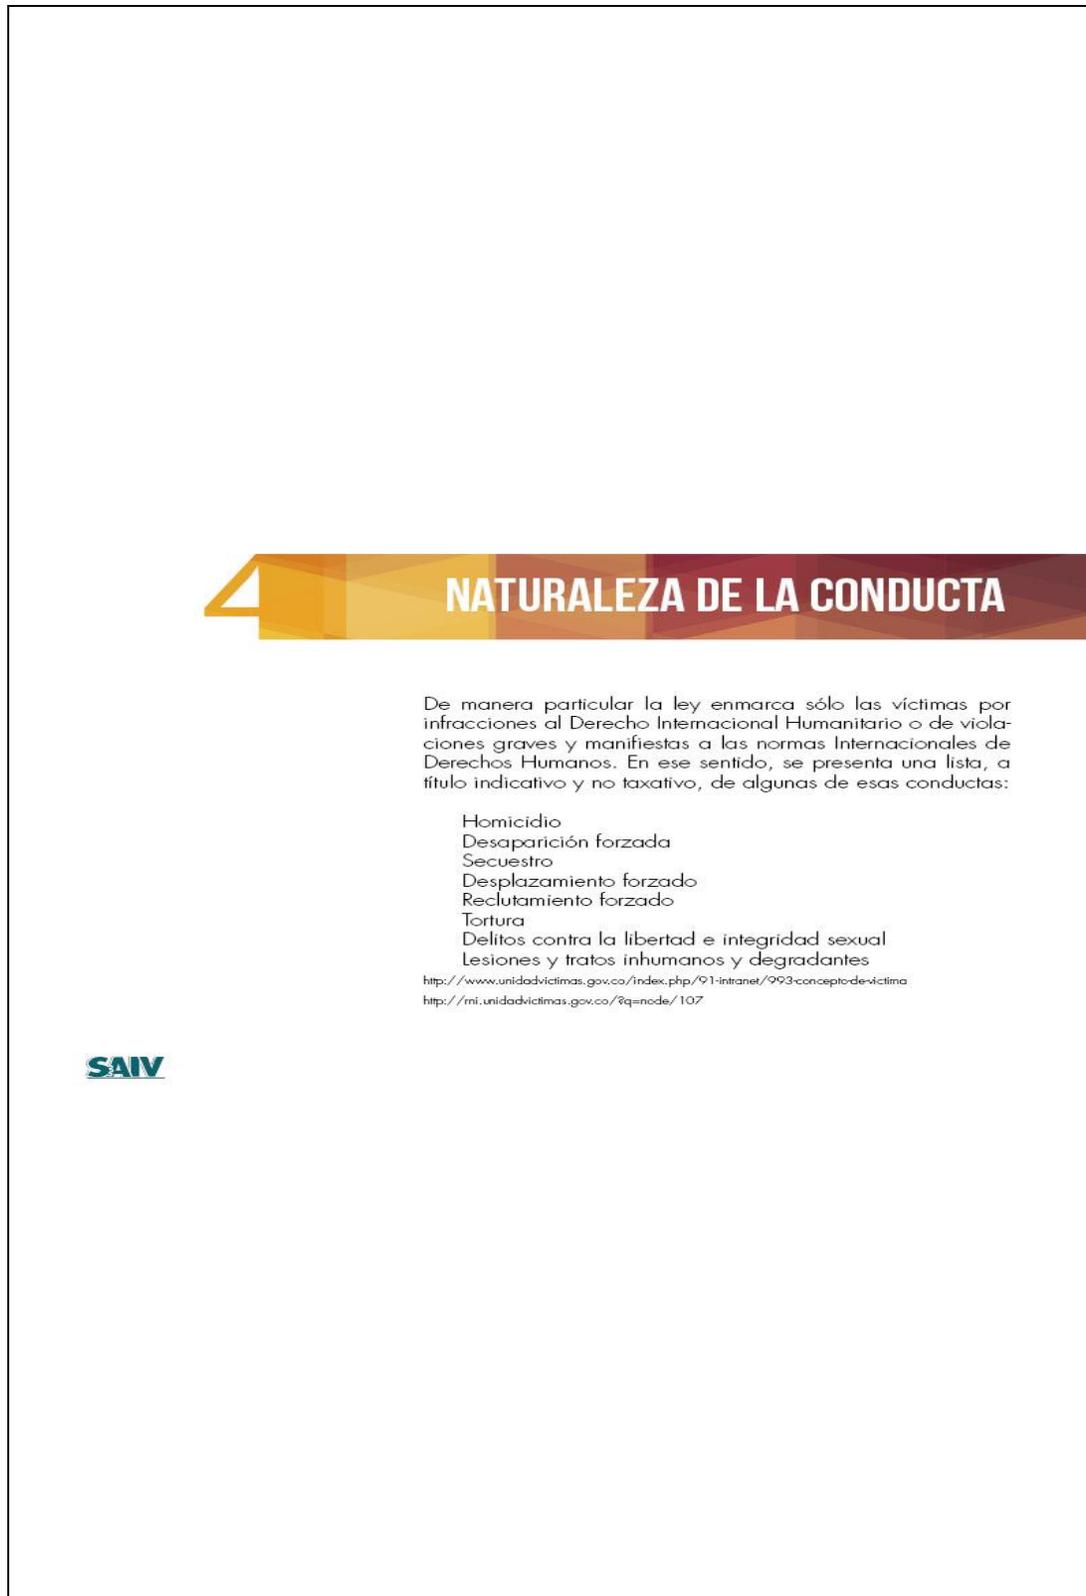 4 NATURALEZA DE LA CONDUCTA
De manera particular la ley enmarca sólo las víctimas por
infracciones al Derecho Internacional Humanitario o de viola-
ciones graves y manifiestas a las normas Internacionales de
Derechos Humanos. En ese sentido, se presenta una lista, a
título indicativo y no taxativo, de algunas de esas conductas:
Homicidio
Desaparición forzada
Secuestro
Desplazamiento forzado
Reclutamiento forzado
Tortura
Delitos contra la libertad e integridad sexual
Lesiones y tratos inhumanos y degradantes
http://www.unidadvictimas.gov.co/index.php/91-intranet/993-concepto-de-victima
http://rni.unidadvictimas.gov.co/?q=node/107
SAIV